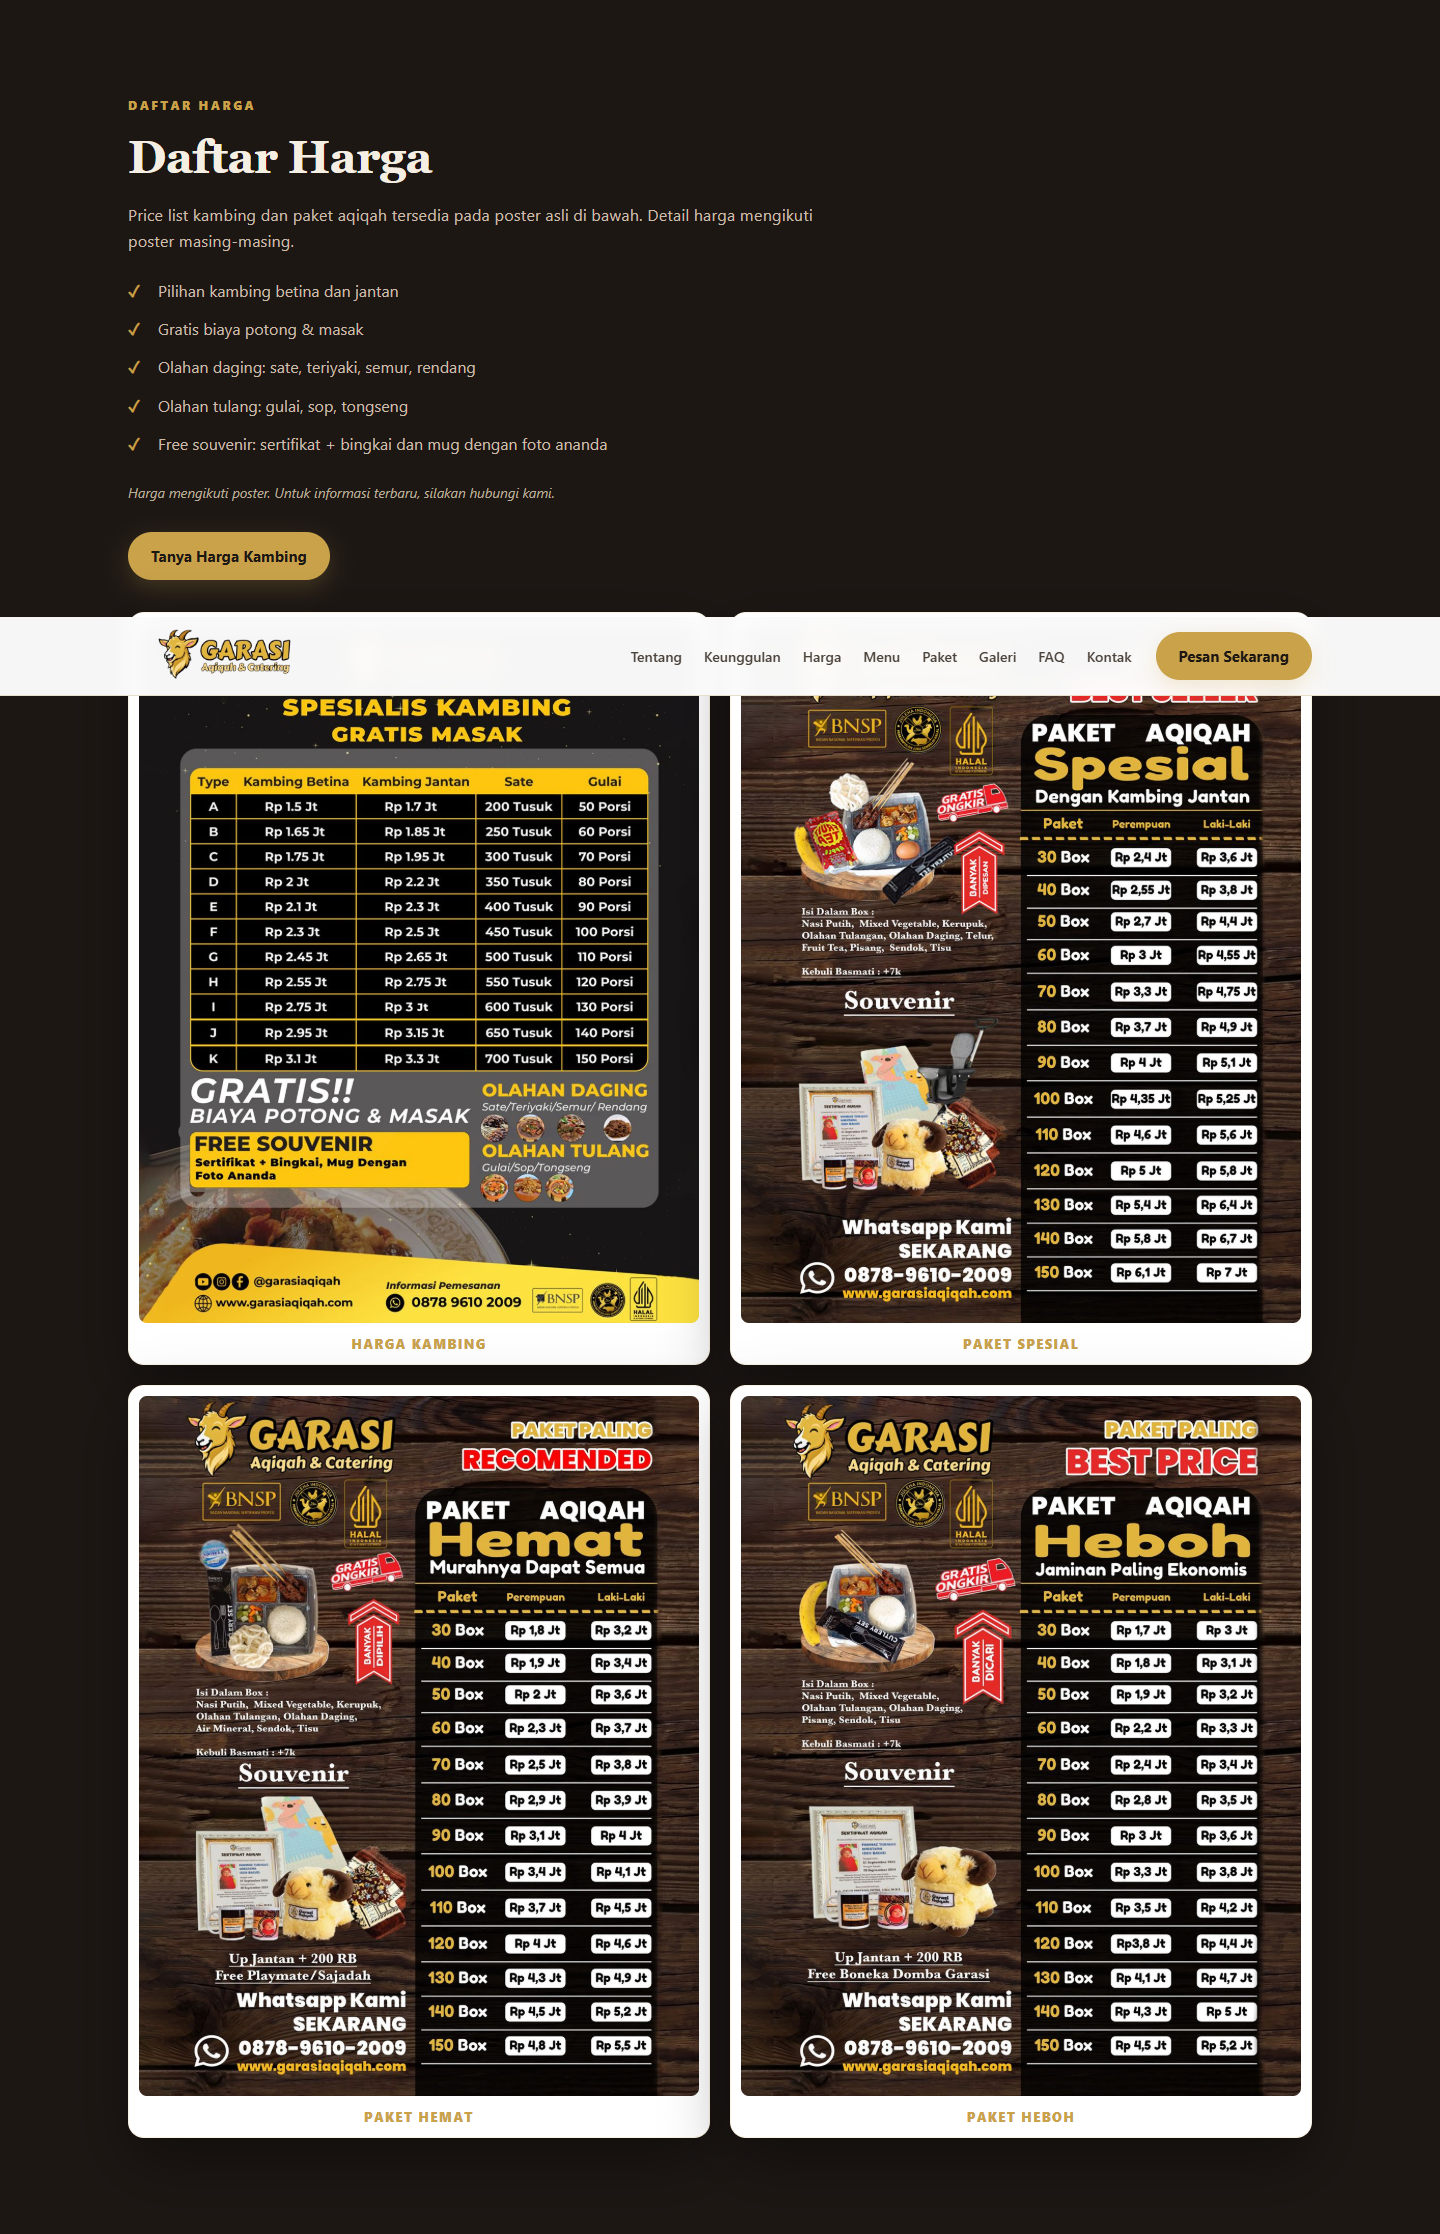 DAFTAR HARGA
Daftar Harga
Price list kambing dan paket aqiqah tersedia pada poster asli di bawah. Detail harga mengikuti
poster masing-masing.
✓ Pilihan kambing betina dan jantan
✓ Gratis biaya potong & masak
✓ Olahan daging: sate, teriyaki, semur, rendang
✓ Olahan tulang: gulai, sop, tongseng
✓ Free souvenir: sertifikat + bingkai dan mug dengan foto ananda
Harga mengikuti poster. Untuk informasi terbaru, silakan hubungi kami.
Tanya Harga Kambing
GARASI
Aqiqah & Catering
Tentang Keunggulan Harga Menu Paket Galeri FAQ Kontak Pesan Sekarang
SPESIALIS KAMBING
GRATIS MASAK
Type Kambing Betina Kambing Jantan Sate Gulai
A Rp 1.5 Jt Rp 1.7 Jt 200 Tusuk 50 Porsi
B Rp 1.65 Jt Rp 1.85 Jt 250 Tusuk 60 Porsi
C Rp 1.75 Jt Rp 1.95 Jt 300 Tusuk 70 Porsi
D Rp 2 Jt Rp 2.2 Jt 350 Tusuk 80 Porsi
E Rp 2.1 Jt Rp 2.3 Jt 400 Tusuk 90 Porsi
F Rp 2.3 Jt Rp 2.5 Jt 450 Tusuk 100 Porsi
G Rp 2.45 Jt Rp 2.65 Jt 500 Tusuk 110 Porsi
H Rp 2.55 Jt Rp 2.75 Jt 550 Tusuk 120 Porsi
I Rp 2.75 Jt Rp 3 Jt 600 Tusuk 130 Porsi
J Rp 2.95 Jt Rp 3.15 Jt 650 Tusuk 140 Porsi
K Rp 3.1 Jt Rp 3.3 Jt 700 Tusuk 150 Porsi
GRATIS!!
BIAYA POTONG & MASAK
FREE SOUVENIR
Sertifikat + Bingkai, Mug Dengan
Foto Ananda
OLAHAN DAGING
Sate/Teriyaki/Semur/ Rendang
OLAHAN TULANG
Gulai/Sop/Tongseng
@garasiaqiqah
www.garasiaqiqah.com
Informasi Pemesanan
0878 9610 2009
BNSP
HALAL
INDONESIA
HARGA KAMBING
BEST SELLER
BNSP
HALAL
INDONESIA
PAKET AQIQAH
Spesial
Dengan Kambing Jantan
GRATIS
ONGKIR
BANYAK
DIPESAN
Isi Dalam Box :
Nasi Putih, Mixed Vegetable, Kerupuk,
Olahan Tulangan, Olahan Daging, Telur,
Fruit Tea, Pisang, Sendok, Tisu
Kebuli Basmati : +7k
Souvenir
Whatsapp Kami
SEKARANG
0878-9610-2009
www.garasiaqiqah.com
Paket Perempuan Laki-Laki
30 Box Rp 2,4 Jt Rp 3,6 Jt
40 Box Rp 2,55 Jt Rp 3,8 Jt
50 Box Rp 2,7 Jt Rp 4,4 Jt
60 Box Rp 3 Jt Rp 4,55 Jt
70 Box Rp 3,3 Jt Rp 4,75 Jt
80 Box Rp 3,7 Jt Rp 4,9 Jt
90 Box Rp 4 Jt Rp 5,1 Jt
100 Box Rp 4,35 Jt Rp 5,25 Jt
110 Box Rp 4,6 Jt Rp 5,6 Jt
120 Box Rp 5 Jt Rp 5,8 Jt
130 Box Rp 5,4 Jt Rp 6,4 Jt
140 Box Rp 5,8 Jt Rp 6,7 Jt
150 Box Rp 6,1 Jt Rp 7 Jt
PAKET SPESIAL
GARASI
Aqiqah & Catering
PAKET PALING
RECOMENDED
BNSP
HALAL
INDONESIA
PAKET AQIQAH
Hemat
Murahnya Dapat Semua
GRATIS
ONGKIR
BANYAK
DIPILIH
Isi Dalam Box :
Nasi Putih, Mixed Vegetable, Kerupuk,
Olahan Tulangan, Olahan Daging,
Air Mineral, Sendok, Tisu
Kebuli Basmati : +7k
Souvenir
SERTIFIKAT AQIQAH
Up Jantan + 200 RB
Free Playmate/Sajadah
Whatsapp Kami
SEKARANG
0878-9610-2009
www.garasiaqiqah.com
Paket Perempuan Laki-Laki
30 Box Rp 1,8 Jt Rp 3,2 Jt
40 Box Rp 1,9 Jt Rp 3,4 Jt
50 Box Rp 2 Jt Rp 3,6 Jt
60 Box Rp 2,3 Jt Rp 3,7 Jt
70 Box Rp 2,5 Jt Rp 3,8 Jt
80 Box Rp 2,9 Jt Rp 3,9 Jt
90 Box Rp 3,1 Jt Rp 4 Jt
100 Box Rp 3,4 Jt Rp 4,1 Jt
110 Box Rp 3,7 Jt Rp 4,5 Jt
120 Box Rp 4 Jt Rp 4,6 Jt
130 Box Rp 4,3 Jt Rp 4,9 Jt
140 Box Rp 4,5 Jt Rp 5,2 Jt
150 Box Rp 4,8 Jt Rp 5,5 Jt
PAKET HEMAT
GARASI
Aqiqah & Catering
PAKET PALING
BEST PRICE
BNSP
HALAL
INDONESIA
PAKET AQIQAH
Heboh
Jaminan Paling Ekonomis
GRATIS
ONGKIR
BANYAK
DICARI
CUTLERY SET
Isi Dalam Box :
Nasi Putih, Mixed Vegetable,
Olahan Tulangan, Olahan Daging,
Pisang, Sendok, Tisu
Kebuli Basmati : +7k
Souvenir
SERTIFIKAT AQIQAH
Up Jantan + 200 RB
Free Boneka Domba Garasi
Whatsapp Kami
SEKARANG
0878-9610-2009
www.garasiaqiqah.com
Paket Perempuan Laki-Laki
30 Box Rp 1,7 Jt Rp 3 Jt
40 Box Rp 1,8 Jt Rp 3,1 Jt
50 Box Rp 1,9 Jt Rp 3,2 Jt
60 Box Rp 2,2 Jt Rp 3,3 Jt
70 Box Rp 2,4 Jt Rp 3,4 Jt
80 Box Rp 2,8 Jt Rp 3,5 Jt
90 Box Rp 3 Jt Rp 3,6 Jt
100 Box Rp 3,3 Jt Rp 3,8 Jt
110 Box Rp 3,5 Jt Rp 4,2 Jt
120 Box Rp3,8 Jt Rp 4,4 Jt
130 Box Rp 4,1 Jt Rp 4,7 Jt
140 Box Rp 4,3 Jt Rp 5 Jt
150 Box Rp 4,5 Jt Rp 5,2 Jt
PAKET HEBOH